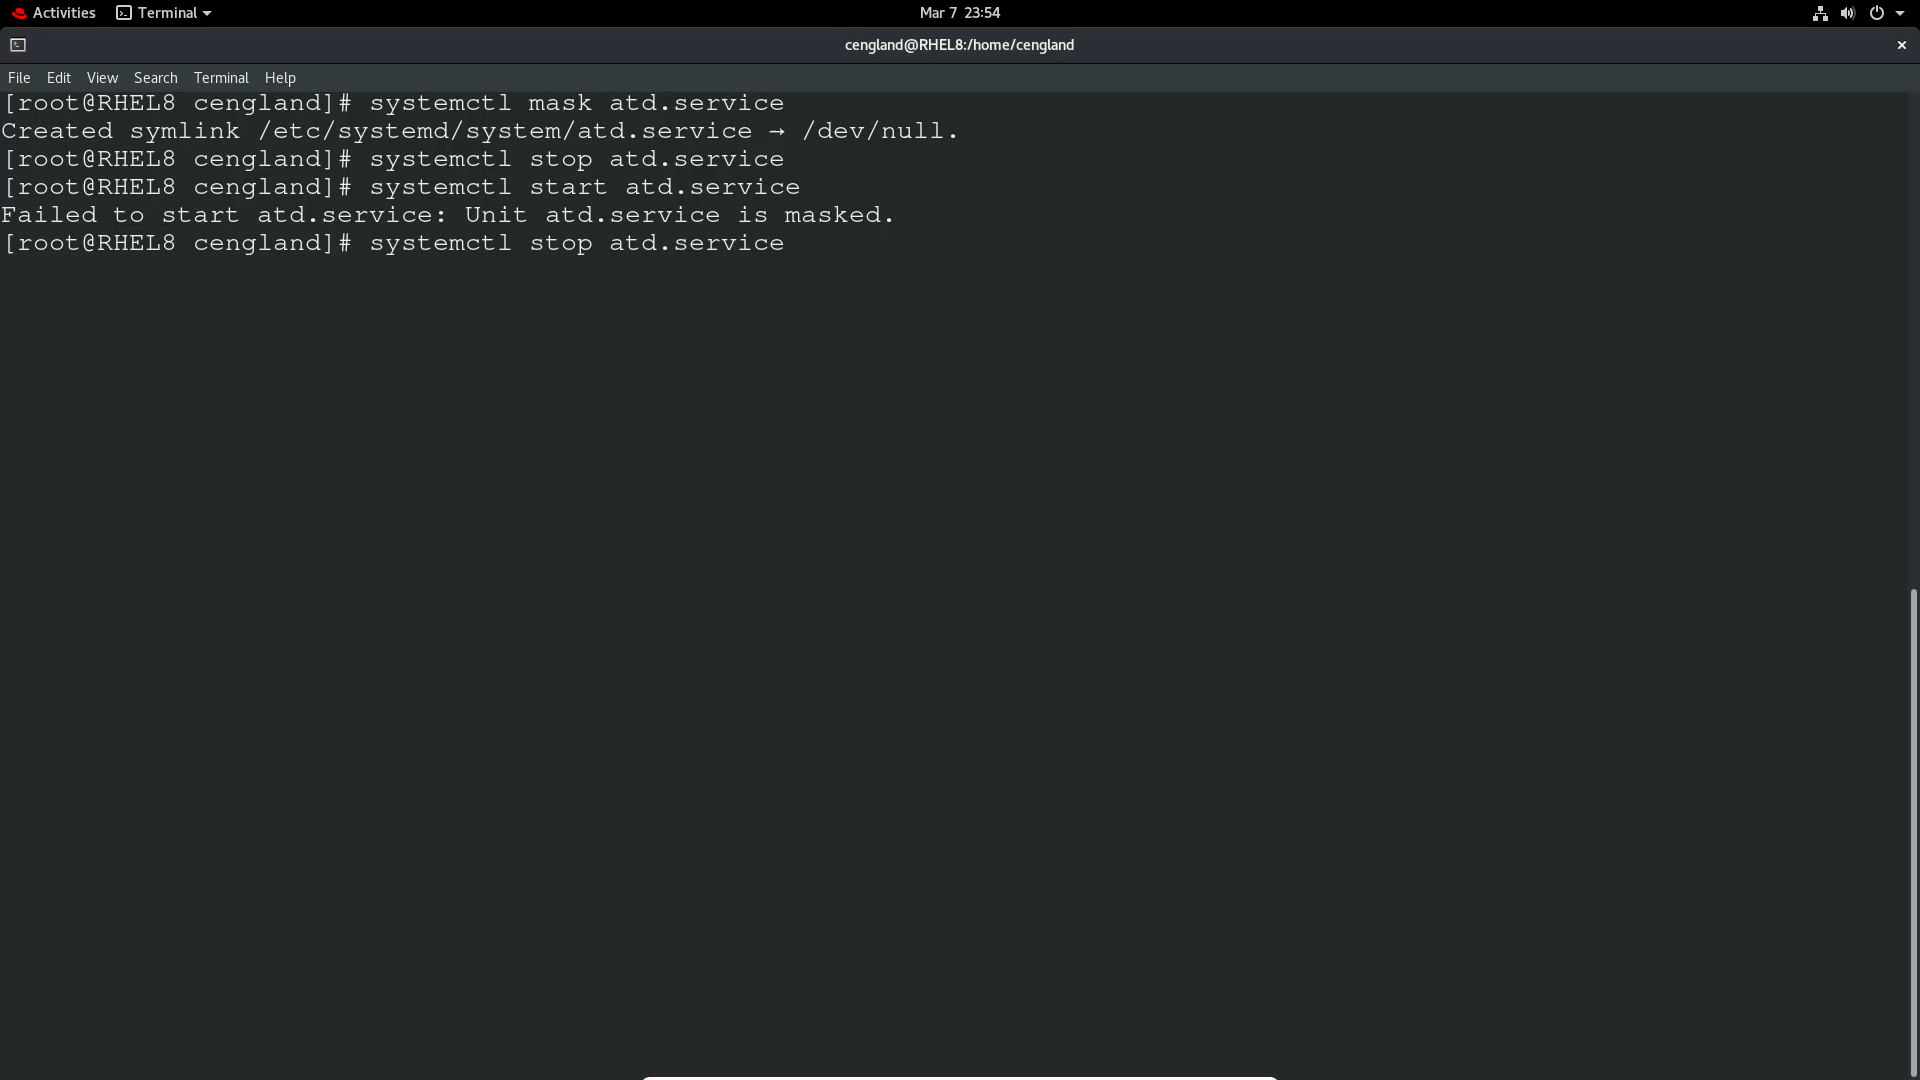 Activities Terminal Mar 7 23:54
cengland@RHEL8:/home/cengland
File Edit View Search Terminal Help
[root@RHEL8 cengland]# systemctl mask atd.service
Created symlink /etc/systemd/system/atd.service → /dev/null.
[root@RHEL8 cengland]# systemctl stop atd.service
[root@RHEL8 cengland]# systemctl start atd.service
Failed to start atd.service: Unit atd.service is masked.
[root@RHEL8 cengland]# systemctl stop atd.service